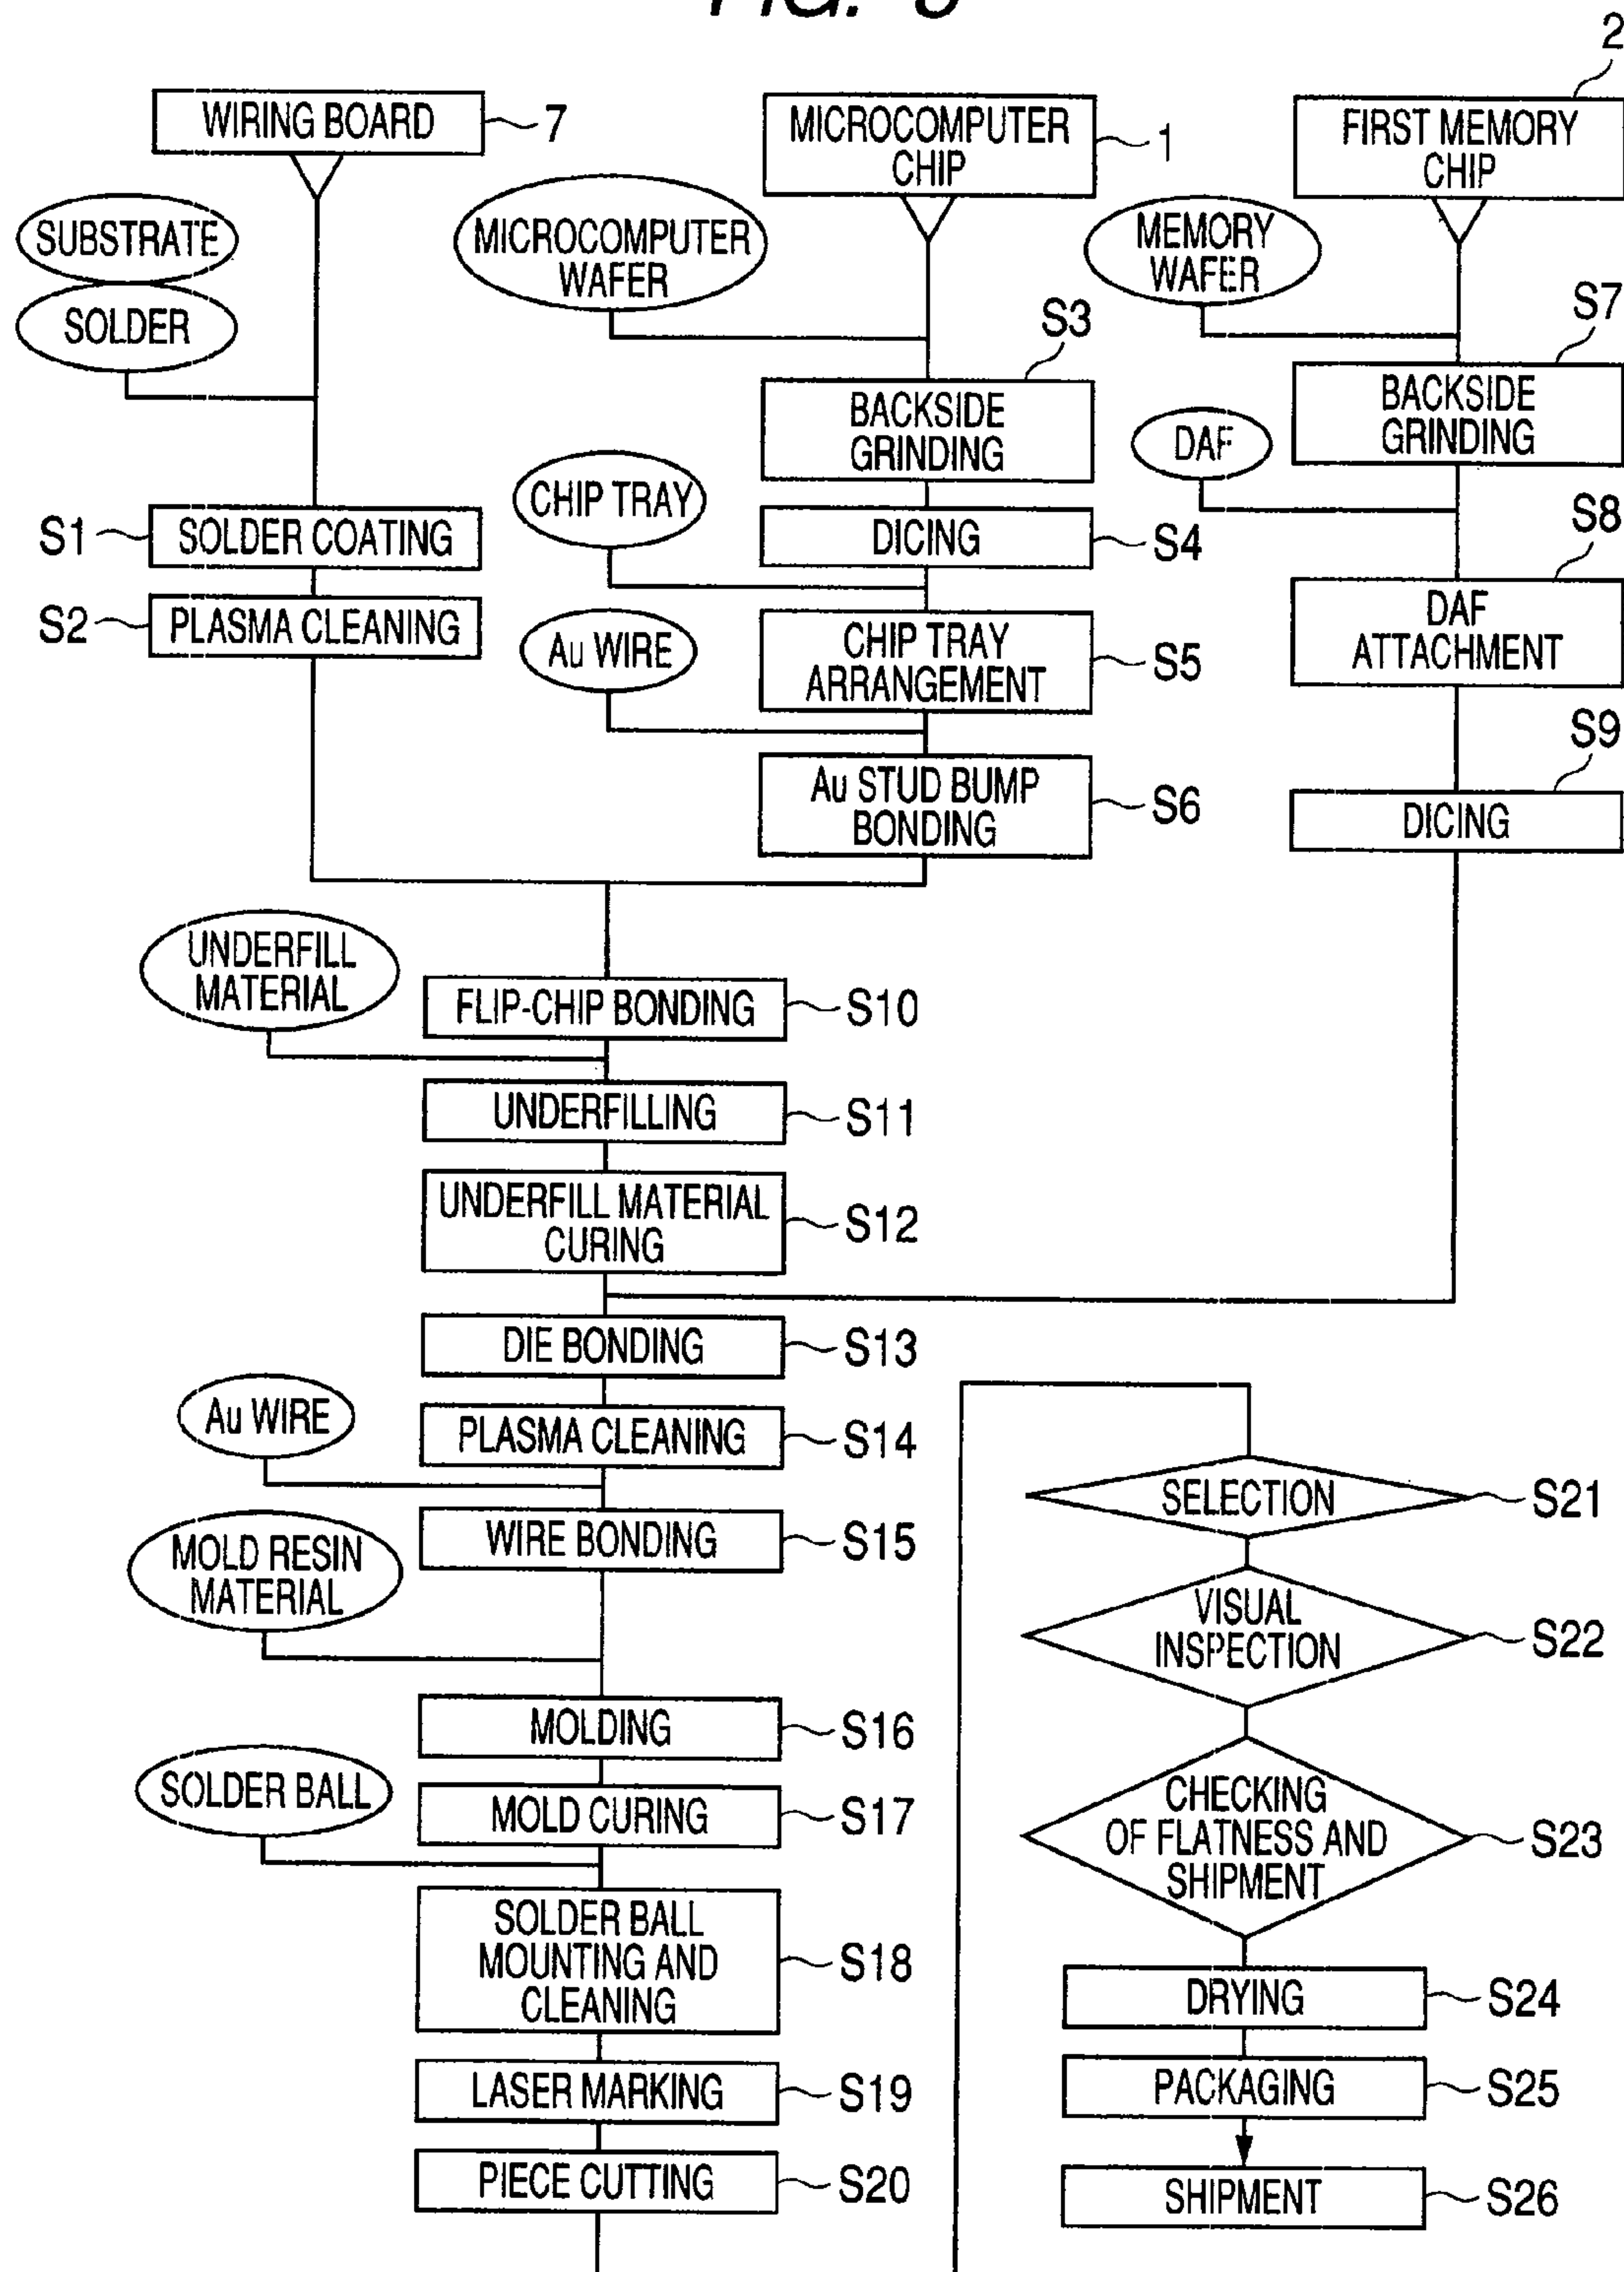 WIRING BOARD
7
SUBSTRATE
SOLDER
S1
SOLDER COATING
S2
PLASMA CLEANING
MICROCOMPUTER
CHIP
1
MICROCOMPUTER
WAFER
S3
BACKSIDE
GRINDING
DICING
S4
CHIP TRAY
CHIP TRAY
ARRANGEMENT
S5
Au WIRE
Au STUD BUMP
BONDING
S6
2
FIRST MEMORY
CHIP
MEMORY
WAFER
S7
BACKSIDE
GRINDING
DAF
S8
DAF
ATTACHMENT
S9
DICING
FLIP-CHIP BONDING
S10
UNDERFILL
MATERIAL
UNDERFILLING
S11
UNDERFILL MATERIAL
CURING
S12
DIE BONDING
S13
PLASMA CLEANING
S14
Au WIRE
WIRE BONDING
S15
MOLD RESIN
MATERIAL
MOLDING
S16
MOLD CURING
S17
SOLDER BALL
SOLDER BALL
MOUNTING AND
CLEANING
S18
LASER MARKING
S19
PIECE CUTTING
S20
SELECTION
S21
VISUAL
INSPECTION
S22
CHECKING
OF FLATNESS AND
SHIPMENT
S23
DRYING
S24
PACKAGING
S25
SHIPMENT
S26